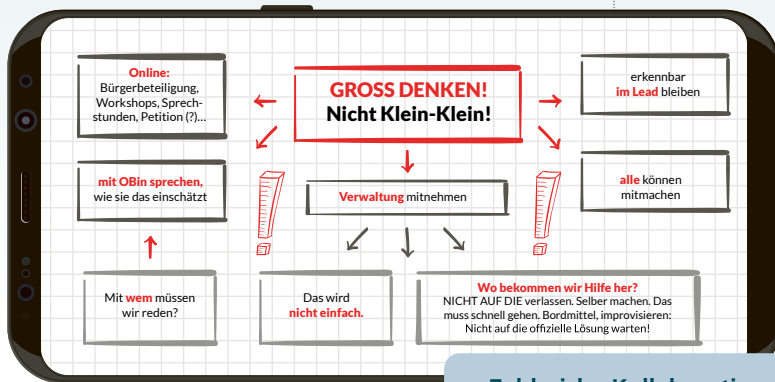 Online:
Bürgerbeteiligung,
Workshops, Sprech-
stunden, Petition (?)...
GROSS DENKEN!
Nicht Klein-Klein!
erkennbar
im Lead bleiben
mit OBin sprechen,
wie sie das einschätzt
Verwaltung mitnehmen
alle können
mitmachen
Mit wem müssen
wir reden?
Das wird
nicht einfach.
Wo bekommen wir Hilfe her?
NICHT AUF DIE verlassen. Selber machen. Das
muss schnell gehen. Bordmittel, improvisieren:
Nicht auf die offizielle Lösung warten!